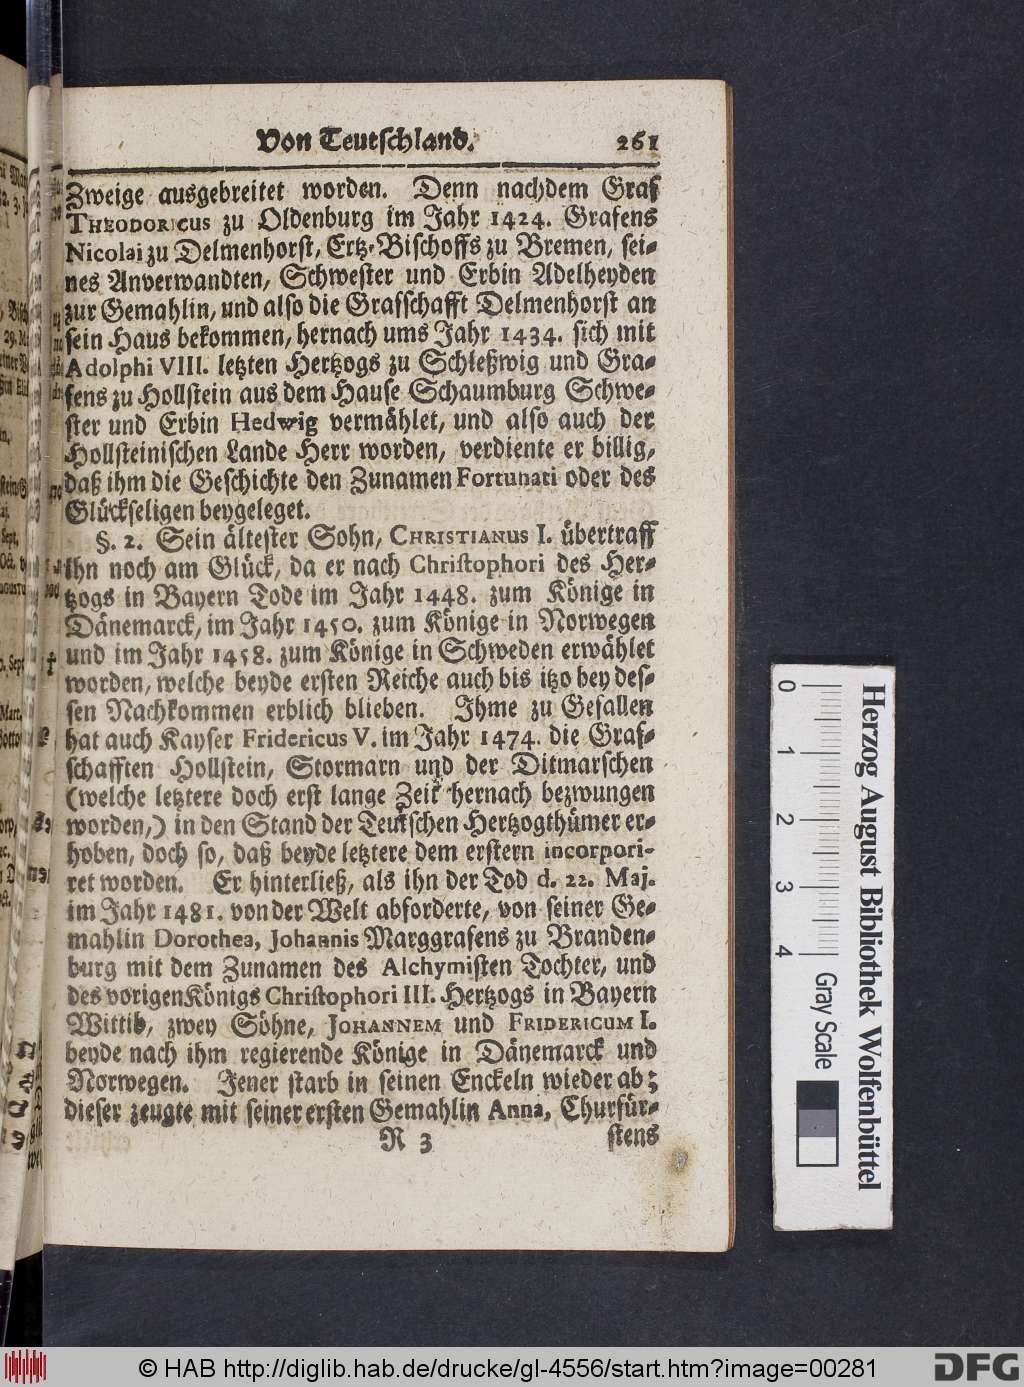 Von Teutschland. 261
Zweige ausgebreitet worden. Denn nachdem Graf
THEODORICUS zu Oldenburg im Jahr 1424. Grafens
Nicolai zu Delmenhorst, Ertz-Bischoffs zu Bremen, sei-
nes Anverwandten, Schwester und Erbin Adelheyden
zur Gemahlin, und also die Grafschafft Delmenhorst an
sein Haus bekommen, hernach ums Jahr 1434. sich mit
Adolphi VIII. letzten Hertzogs zu Schleßwig und Gra-
fens zu Hollstein aus dem Hause Schaumburg Schwe-
ster und Erbin Hedwig vermählet, und also auch der
Hollsteinischen Lande Herr worden, verdiente er billig,
daß ihm die Geschichte den Zunamen Fortunati oder des
Glückseligen beygeleget.
§. 2. Sein ältester Sohn, CHRISTIANUS I. übertraff
ihn noch am Glück, da er nach Christophori des Her-
tzogs in Bayern Tode im Jahr 1448. zum Könige in
Dänemarck, im Jahr 1450. zum Könige in Norwegen
und im Jahr 1458. zum Könige in Schweden erwählet
worden, welche beyde ersten Reiche auch bis itzo bey des-
sen Nachkommen erblich blieben. Ihme zu Gefallen
hat auch Kayser Fridericus V. im Jahr 1474. die Graf-
schafften Hollstein, Stormarn und der Ditmarschen
(welche letztere doch erst lange Zeit hernach bezwungen
worden,) in den Stand der Teutschen Hertzogthümer er-
hoben, doch so, daß beyde letztere dem erstern incorpori-
ret worden. Er hinterließ, als ihn der Tod d. 22. Maj.
im Jahr 1481. von der Welt abforderte, von seiner Ge-
mahlin Dorothea, Johannis Marggrafens zu Branden-
burg mit dem Zunamen des Alchymisten Tochter, und
des vorigen Königs Christophori III. Hertzogs in Bayern
Wittib, zwey Söhne, JOHANNEM und FRIDERICUM I.
beyde nach ihm regierende Könige in Dänemarck und
Norwegen. Jener starb in seinen Enckeln wieder ab;
dieser zeugte mit seiner ersten Gemahlin Anna, Churfür-
R 3 stens
0 1 2 3 4
Gray Scale
Herzog August Bibliothek Wolfenbüttel
© HAB http://diglib.hab.de/drucke/gl-4556/start.htm?image=00281
DFG